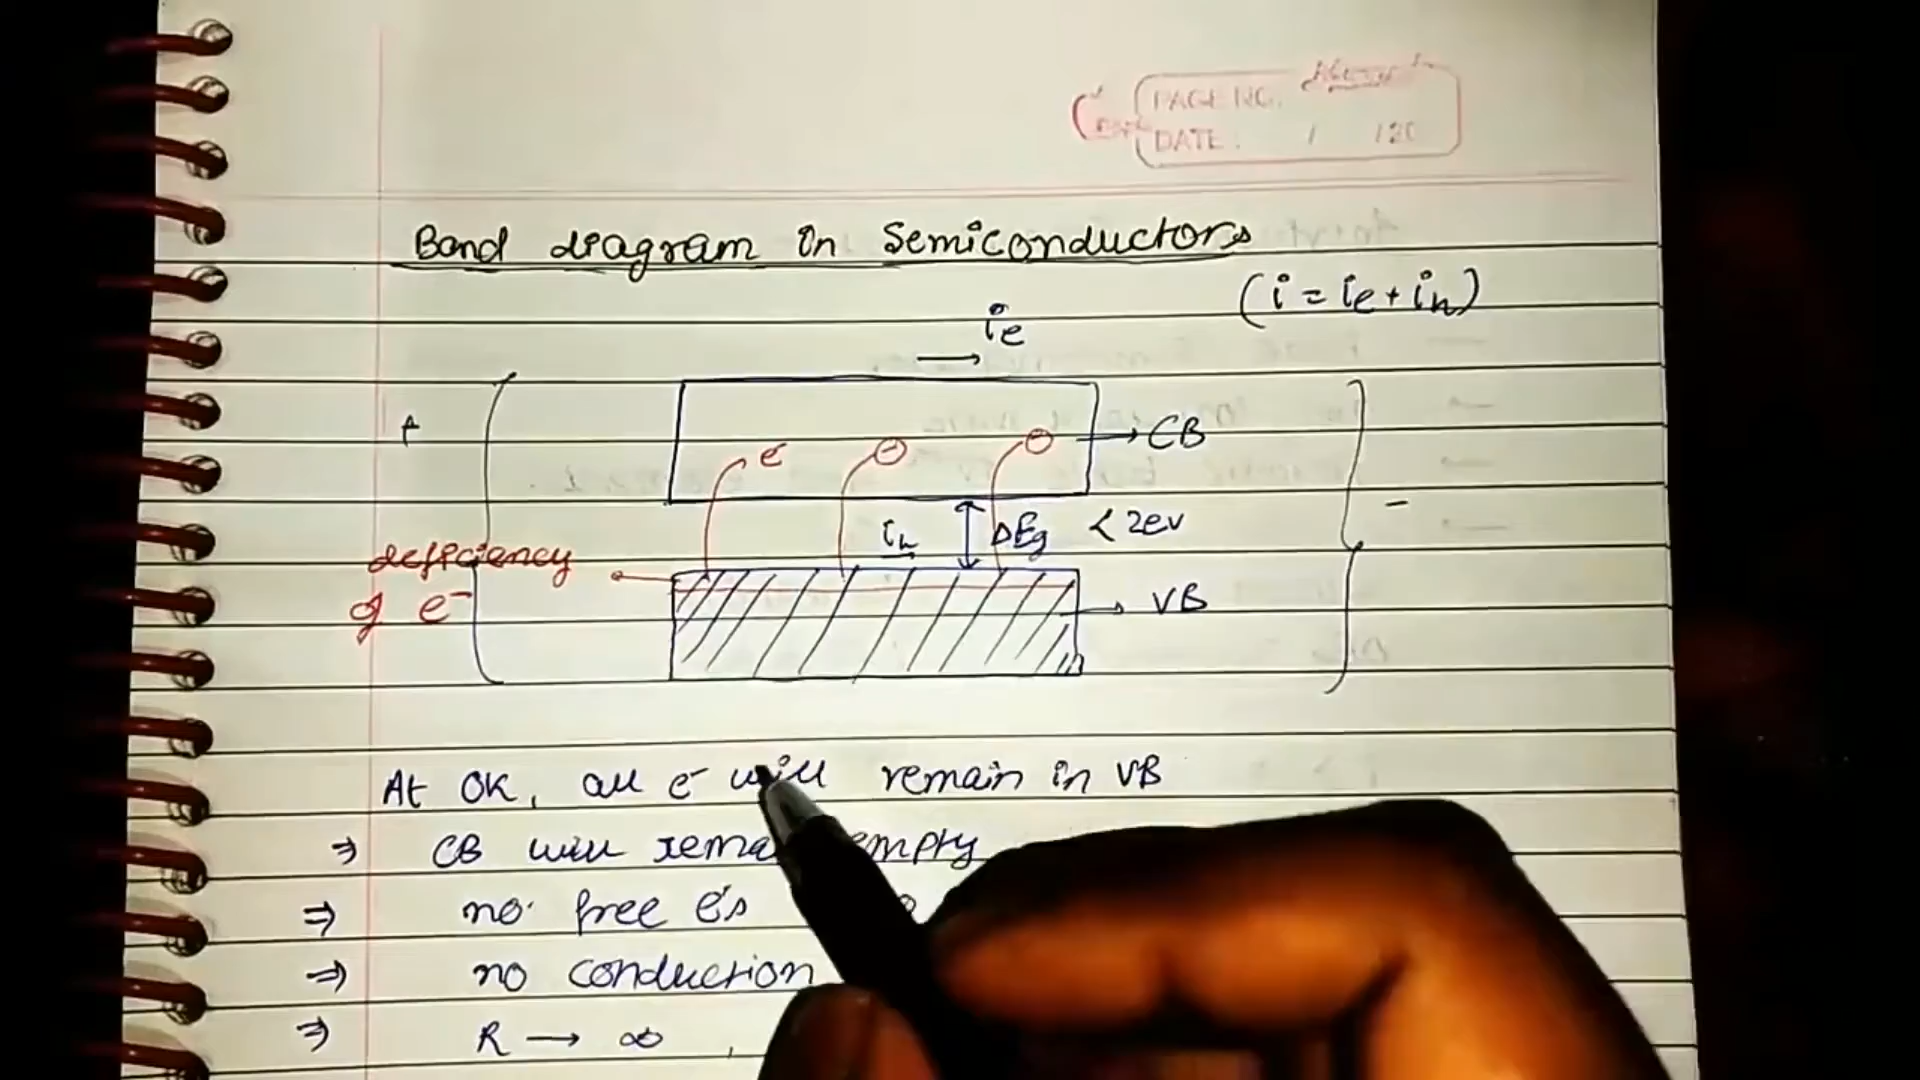 PAGE NO.
DATE: / /20
Band diagram in Semiconductors
(i = ie + ih)
ie
+
e
CB
-
ih ΔEg < 2ev
deficiency
of e-
VB
At 0K, all e- will remain in VB
⇒ CB will remain empty
⇒ no free e's
⇒ no conduction
⇒ R → ∞